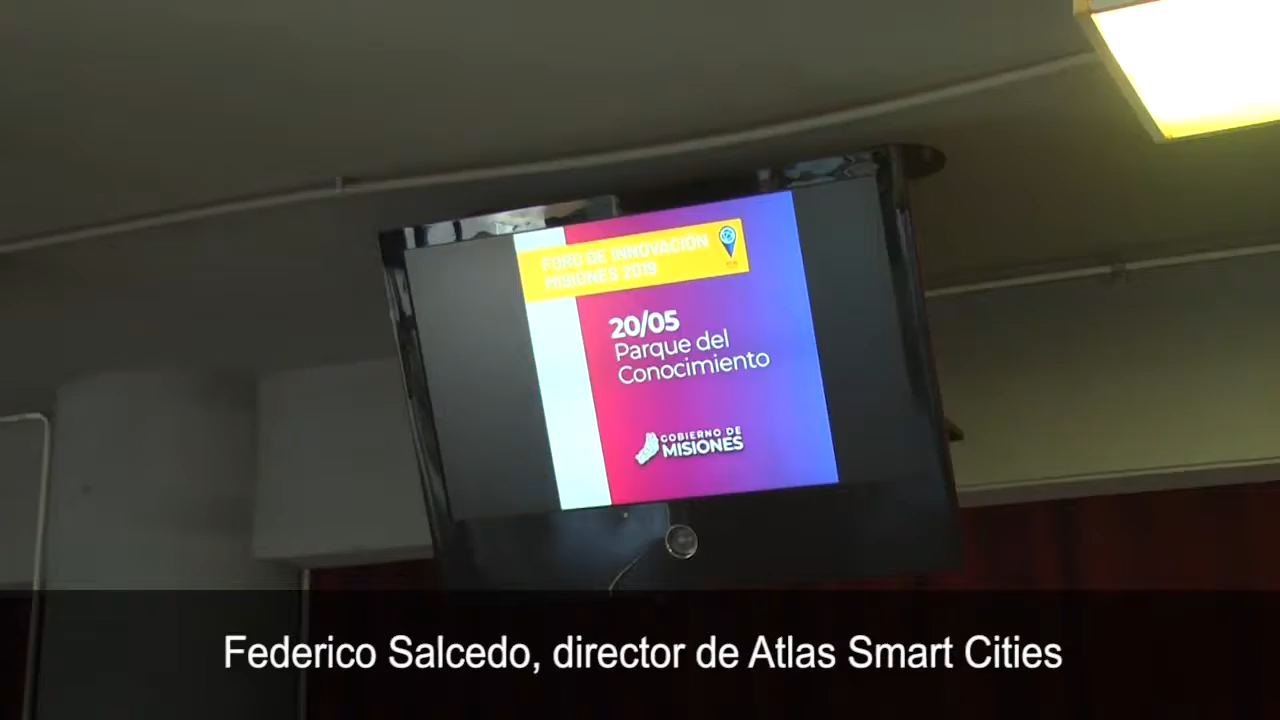 FORO DE INNOVACIÓN
MISIONES 2019
20/05
Parque del
Conocimiento
GOBIERNO DE
MISIONES
Federico Salcedo, director de Atlas Smart Cities